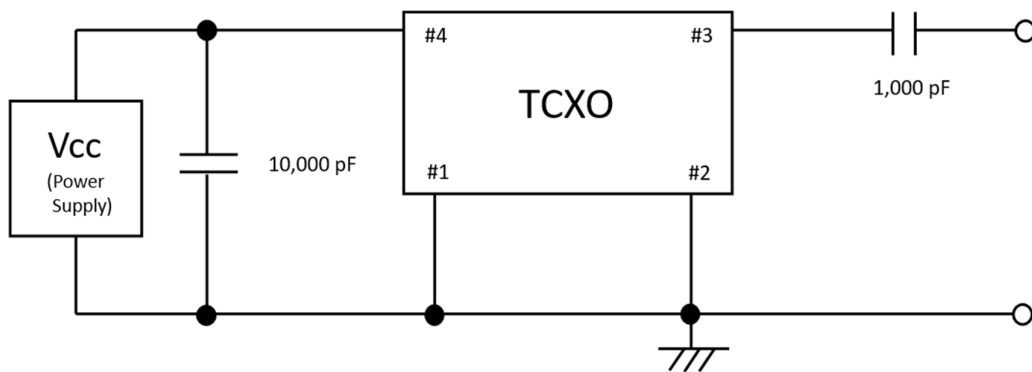 #4
#3
1,000 pF
TCXO
Vcc
(Power
Supply)
10,000 pF
#1
#2